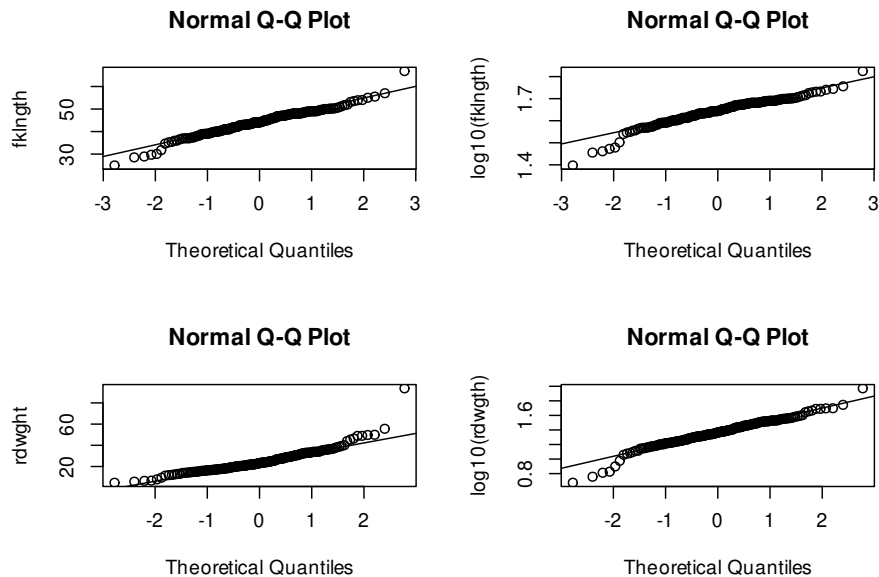 Normal Q-Q Plot
fklngth
30
50
-3
-2
-1
0
1
2
3
Theoretical Quantiles
Normal Q-Q Plot
log10(fklngth)
1.4
1.7
-3
-2
-1
0
1
2
3
Theoretical Quantiles
Normal Q-Q Plot
rdwght
20
60
-2
-1
0
1
2
Theoretical Quantiles
Normal Q-Q Plot
log10(rdwgth)
0.8
1.6
-2
-1
0
1
2
Theoretical Quantiles